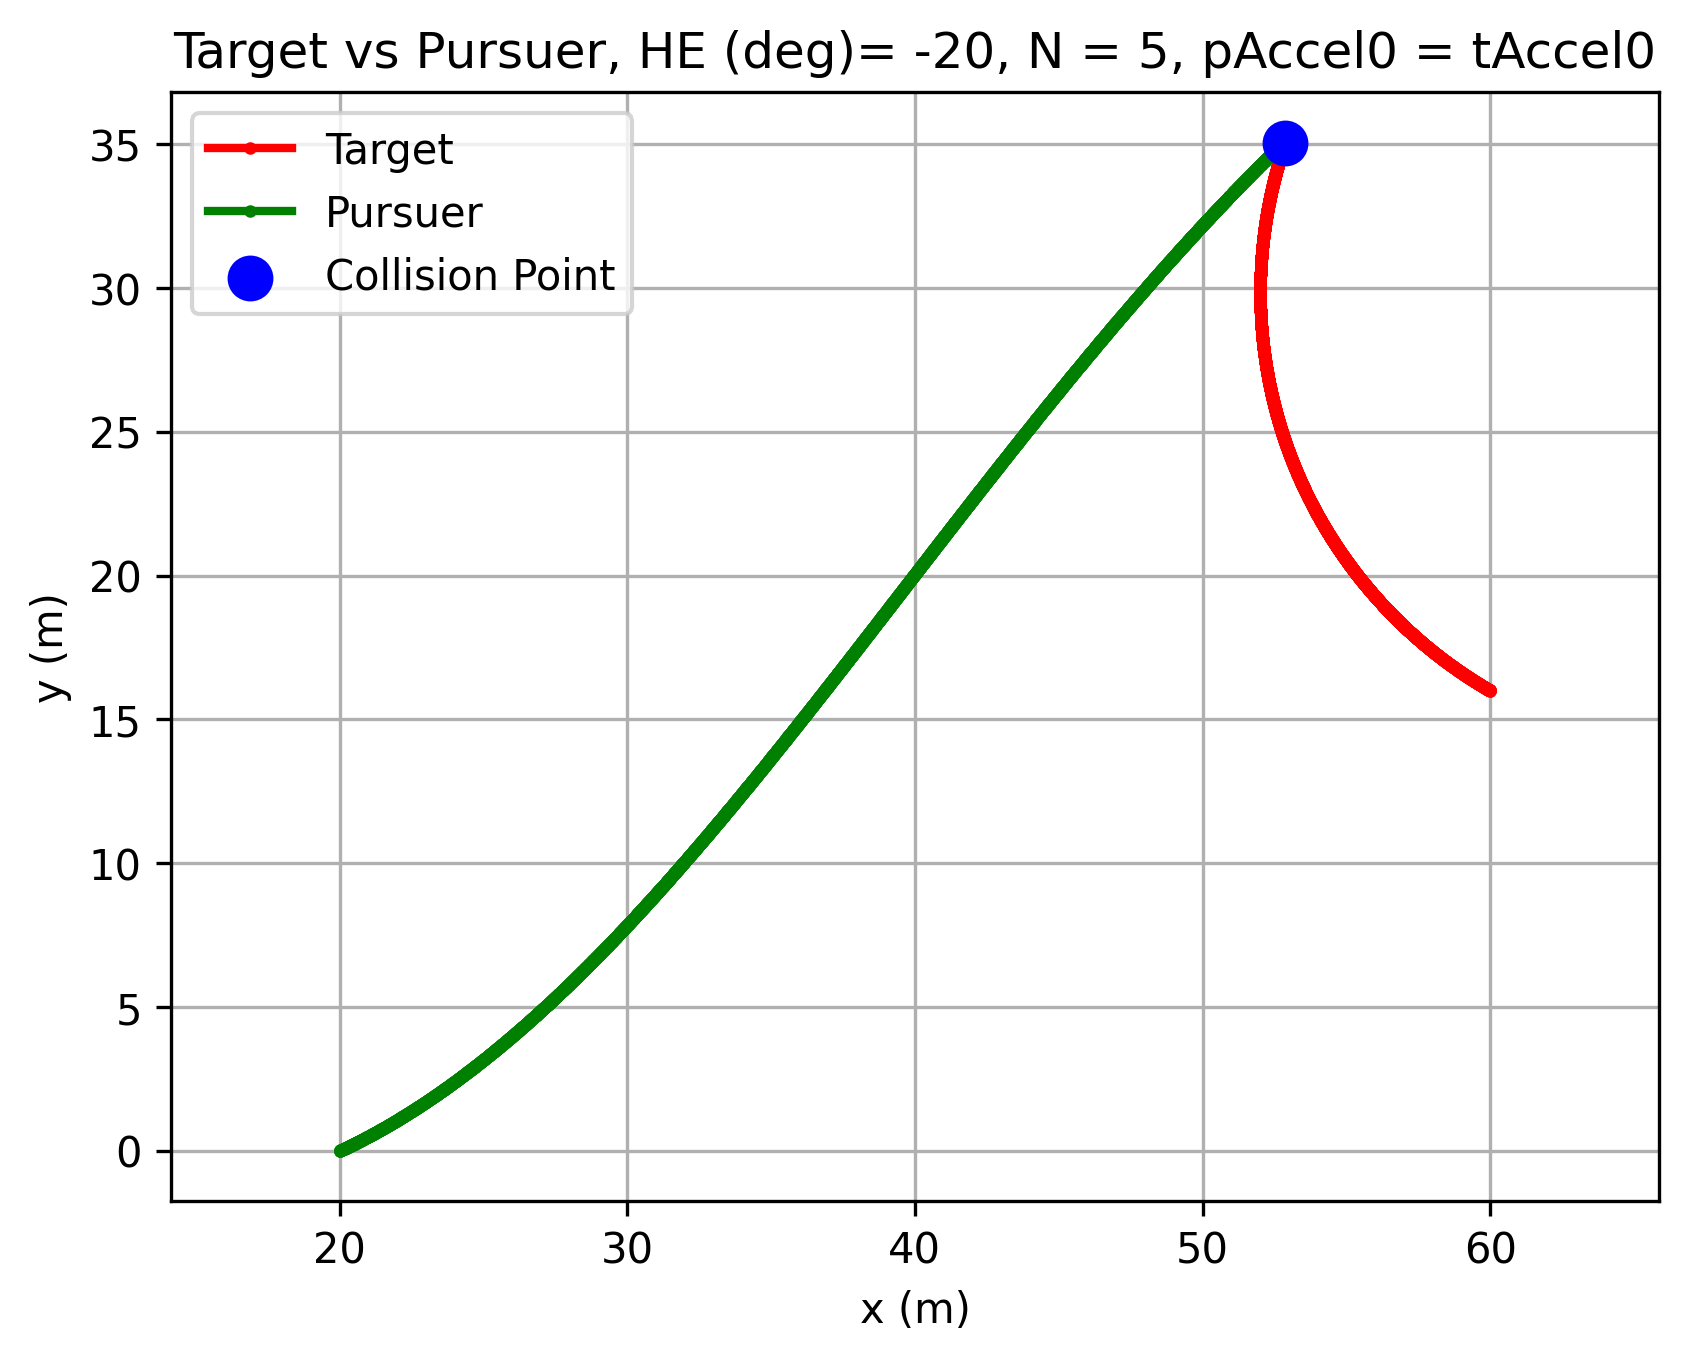 Target vs Pursuer, HE (deg)= -20, N = 5, pAccel0 = tAccel0
Target
Pursuer
Collision Point
35
30
25
20
15
10
5
0
y (m)
20 30 40 50 60
x (m)